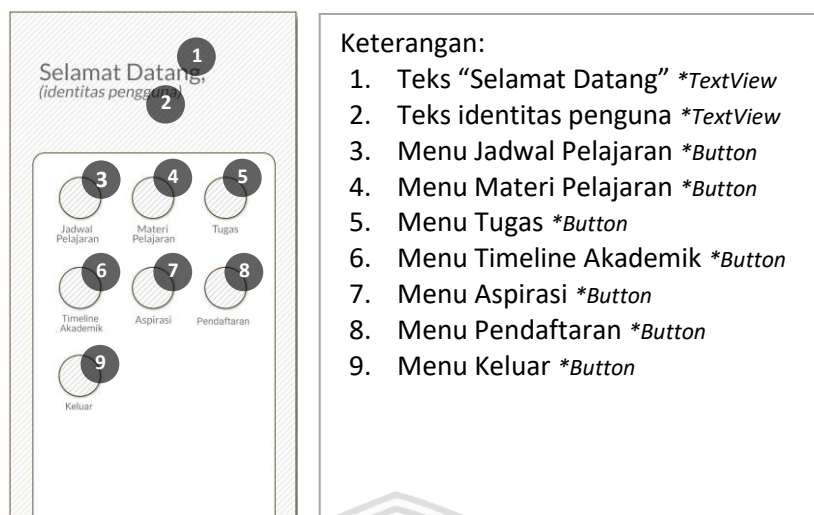 1
Selamat Datang,
(identitas pengguna)
2
3
4
5
Jadwal
Pelajaran
Materi
Pelajaran
Tugas
6
7
8
Timeline
Akademik
Aspirasi
Pendaftaran
9
Keluar
Keterangan:
1. Teks “Selamat Datang” *TextView
2. Teks identitas penguna *TextView
3. Menu Jadwal Pelajaran *Button
4. Menu Materi Pelajaran *Button
5. Menu Tugas *Button
6. Menu Timeline Akademik *Button
7. Menu Aspirasi *Button
8. Menu Pendaftaran *Button
9. Menu Keluar *Button